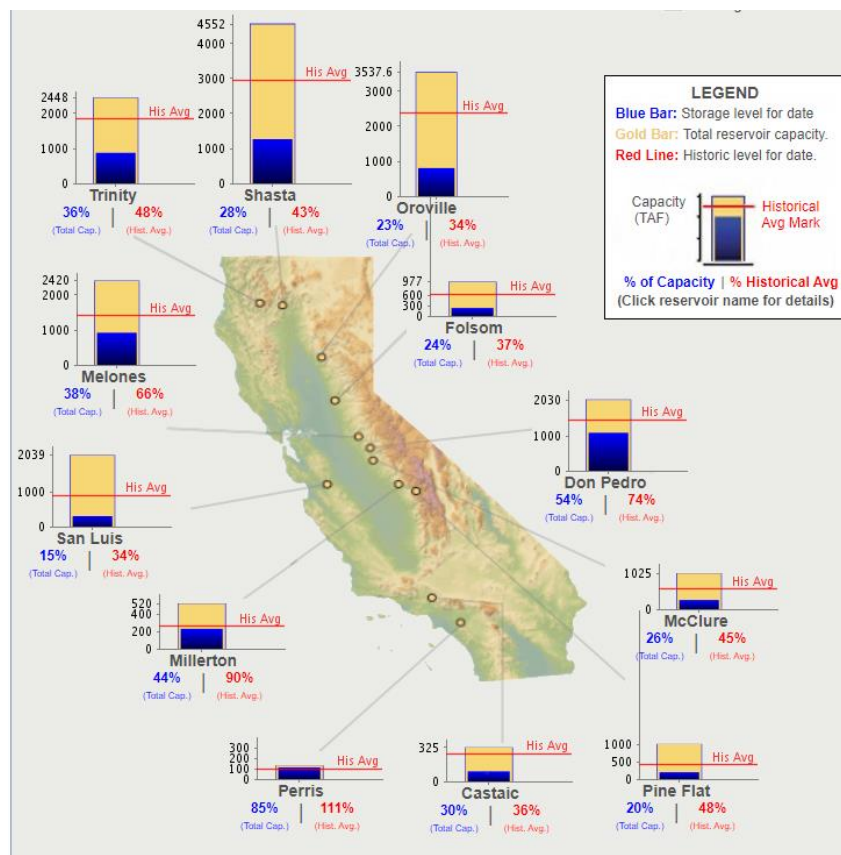 4552
4000
3000
His Avg
2000
1000
0
Shasta
28% | 43%
(Total Cap.) (Hist. Avg.)
2448
2000
His Avg
1000
0
Trinity
36% | 48%
(Total Cap.) (Hist. Avg.)
3537.6
3000
His Avg
2000
1000
0
Oroville
23% | 34%
(Total Cap.) (Hist. Avg.)
LEGEND
Blue Bar: Storage level for date
Gold Bar: Total reservoir capacity.
Red Line: Historic level for date.
Capacity
(TAF)
Historical
Avg Mark
% of Capacity | % Historical Avg
(Click reservoir name for details)
2420
2000
His Avg
1000
0
Melones
38% | 66%
(Total Cap.) (Hist. Avg.)
977
600
His Avg
300
0
Folsom
24% | 37%
(Total Cap.) (Hist. Avg.)
2030
His Avg
1000
0
Don Pedro
54% | 74%
(Total Cap.) (Hist. Avg.)
2039
His Avg
1000
0
San Luis
15% | 34%
(Total Cap.) (Hist. Avg.)
1025
His Avg
0
McClure
26% | 45%
(Total Cap.) (Hist. Avg.)
520
400
His Avg
200
0
Millerton
44% | 90%
(Total Cap.) (Hist. Avg.)
300
200
His Avg
100
0
Perris
85% | 111%
(Total Cap.) (Hist. Avg.)
325
His Avg
0
Castaic
30% | 36%
(Total Cap.) (Hist. Avg.)
1000
His Avg
500
0
Pine Flat
20% | 48%
(Total Cap.) (Hist. Avg.)